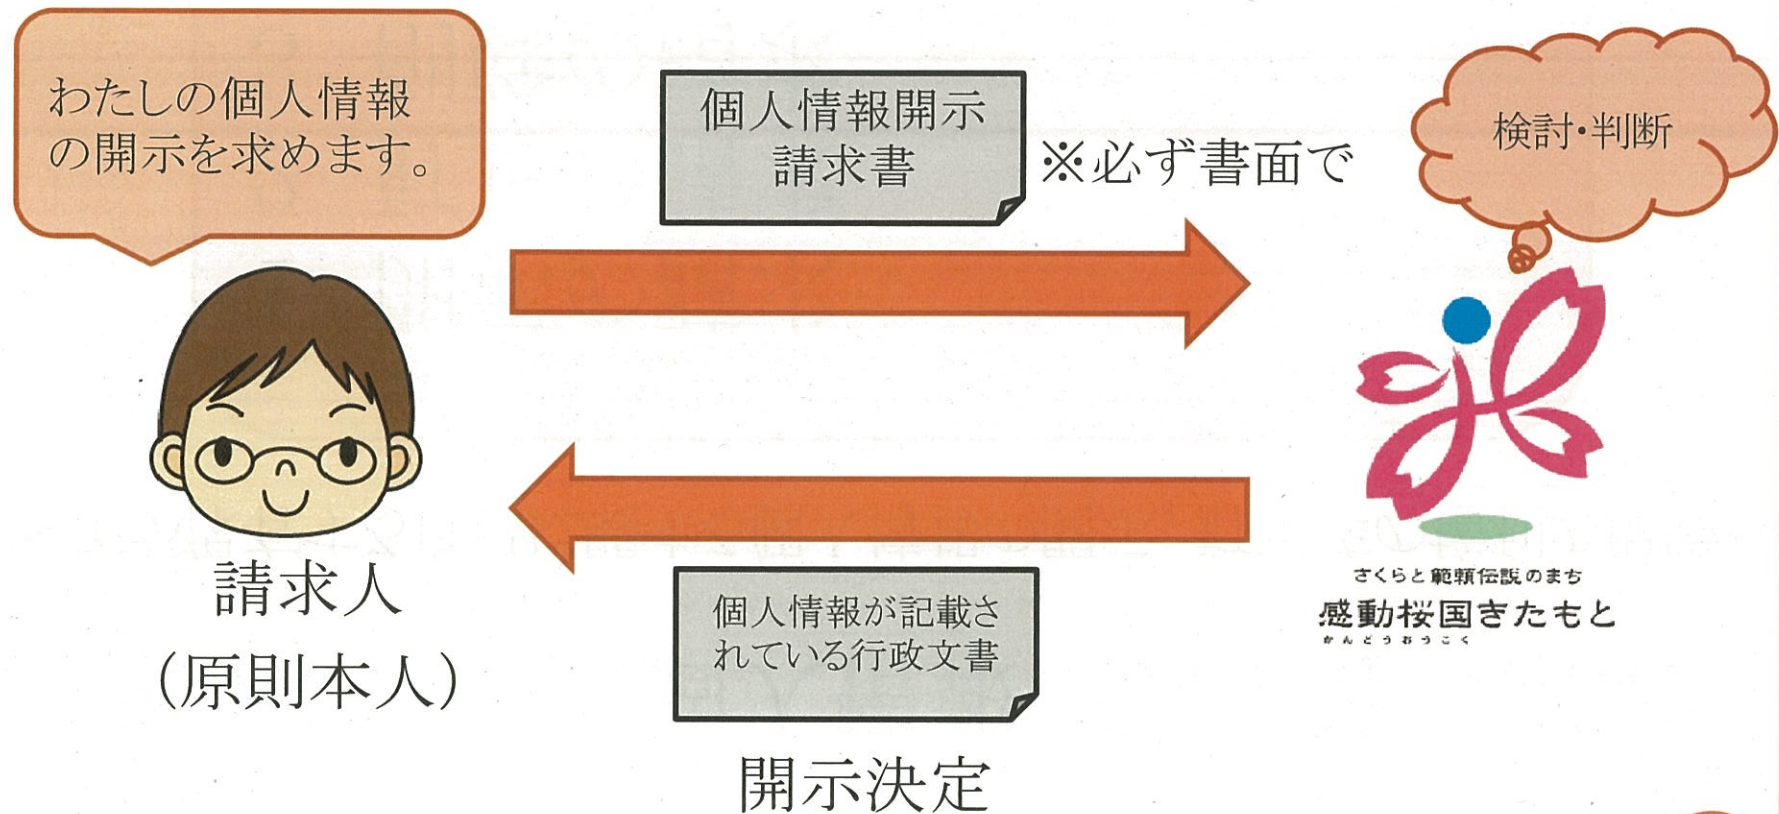 わたしの個人情報
の開示を求めます。
個人情報開示
請求書
※必ず書面で
検討・判断
請求人
(原則本人)
個人情報が記載さ
れている行政文書
開示決定
さくらと範頼伝説のまち
感動桜国きたもと
かんどうおうこく